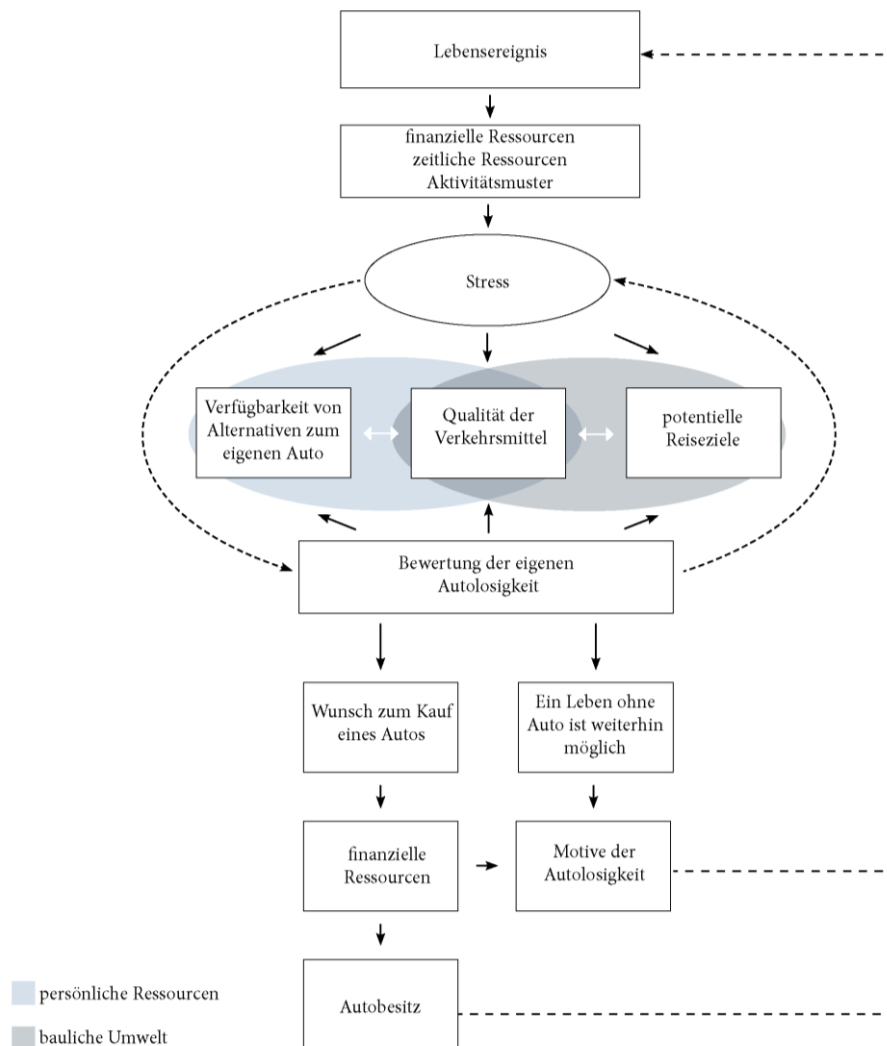 Lebensereignis
finanzielle Ressourcen
zeitliche Ressourcen
Aktivitätsmuster
Stress
Verfügbarkeit von
Alternativen zum
eigenen Auto
Qualität der
Verkehrsmittel
potentielle
Reiseziele
Bewertung der eigenen
Autolosigkeit
Wunsch zum Kauf
eines Autos
Ein Leben ohne
Auto ist weiterhin
möglich
finanzielle
Ressourcen
Motive der
Autolosigkeit
Autobesitz
persönliche Ressourcen
bauliche Umwelt